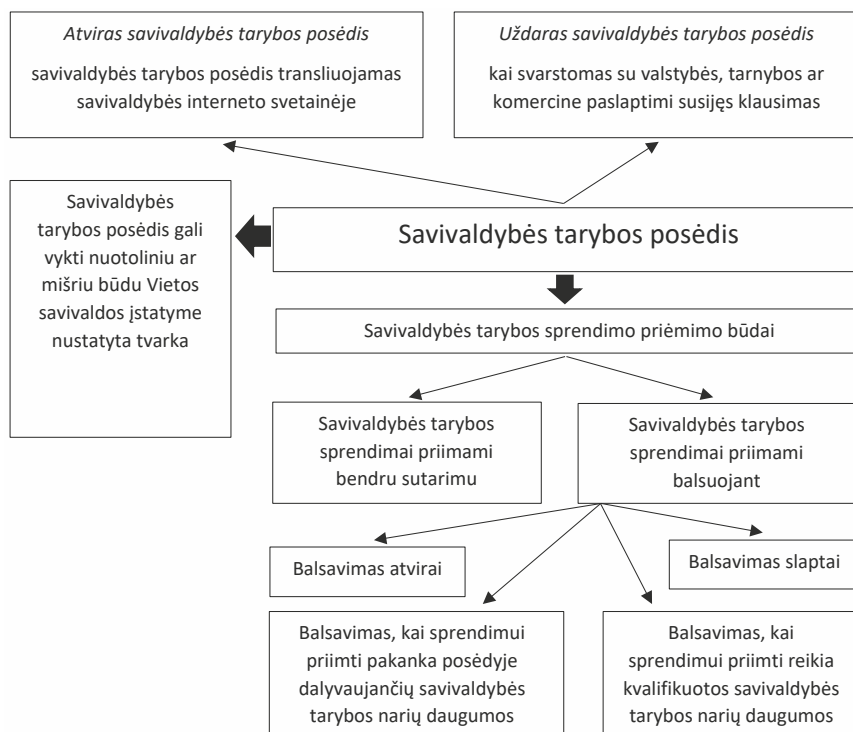 Atviras savivaldybės tarybos posėdis
savivaldybės tarybos posėdis transliuojamas
savivaldybės interneto svetainėje
Uždaras savivaldybės tarybos posėdis
kai svarstomas su valstybės, tarnybos ar
komercine paslaptimi susijęs klausimas
Savivaldybės
tarybos posėdis gali
vykti nuotoliniu ar
mišriu būdu Vietos
savivaldos įstatyme
nustatyta tvarka
Savivaldybės tarybos posėdis
Savivaldybės tarybos sprendimo priėmimo būdai
Savivaldybės tarybos
sprendimai priimami
bendru sutarimu
Savivaldybės tarybos
sprendimai priimami
balsuojant
Balsavimas atvirai
Balsavimas slaptai
Balsavimas, kai sprendimui
priimti pakanka posėdyje
dalyvaujančių savivaldybės
tarybos narių daugumos
Balsavimas, kai
sprendimui priimti reikia
kvalifikuotos savivaldybės
tarybos narių daugumos